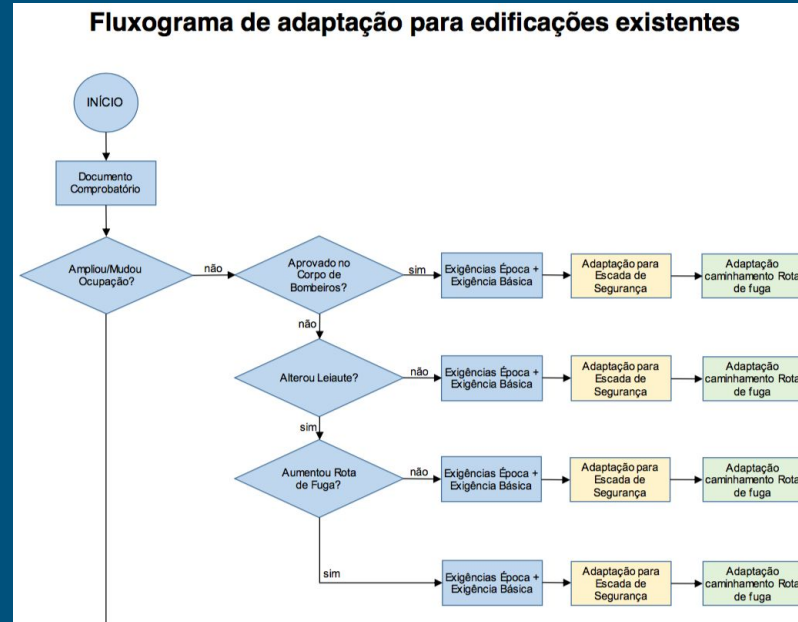 Fluxograma de adaptação para edificações existentes
INÍCIO
Documento
Comprobatório
Ampliou/Mudou
Ocupação?
não
Aprovado no
Corpo de
Bombeiros?
sim
Exigências Época +
Exigência Básica
Adaptação para
Escada de
Segurança
Adaptação
caminhamento Rota
de fuga
não
Alterou Leiaute?
não
Exigências Época +
Exigência Básica
Adaptação para
Escada de
Segurança
Adaptação
caminhamento Rota
de fuga
sim
Aumentou Rota
de Fuga?
não
Exigências Época +
Exigência Básica
Adaptação para
Escada de
Segurança
Adaptação
caminhamento Rota
de fuga
sim
Exigências Época +
Exigência Básica
Adaptação para
Escada de
Segurança
Adaptação
caminhamento Rota
de fuga